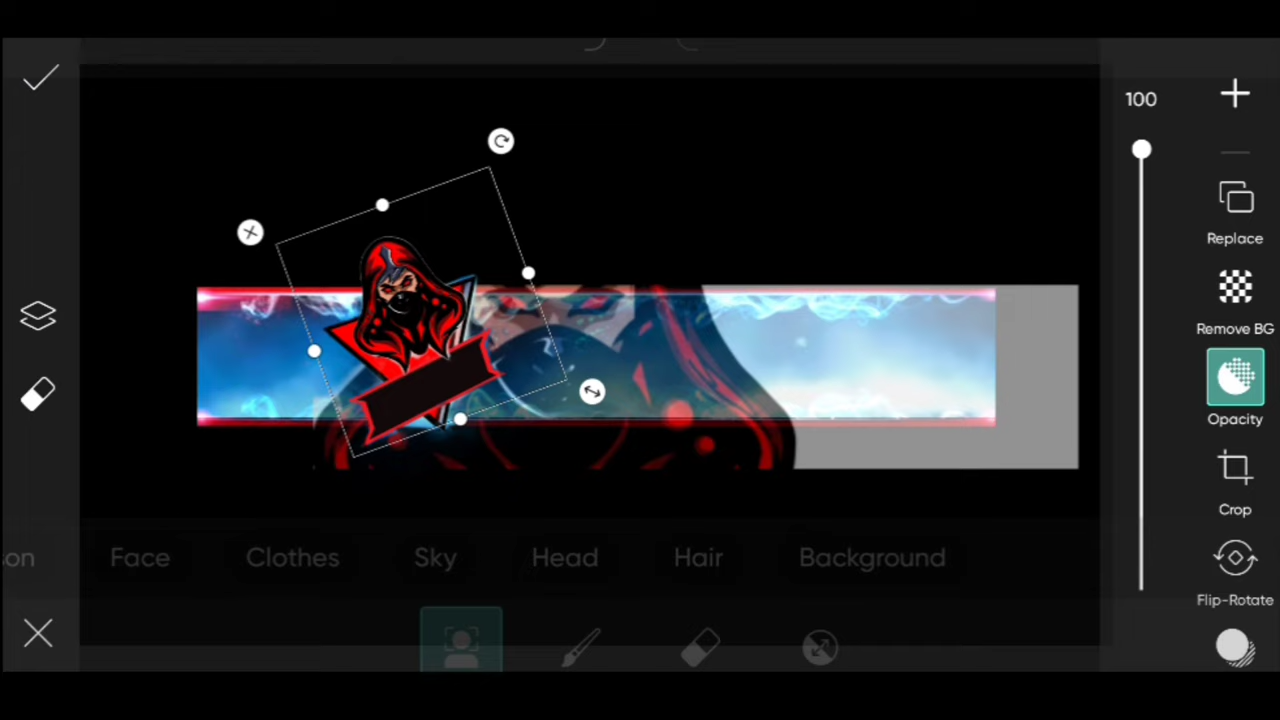 100
Replace
Remove BG
Opacity
Crop
Flip-Rotate
on
Face
Clothes
Sky
Head
Hair
Background